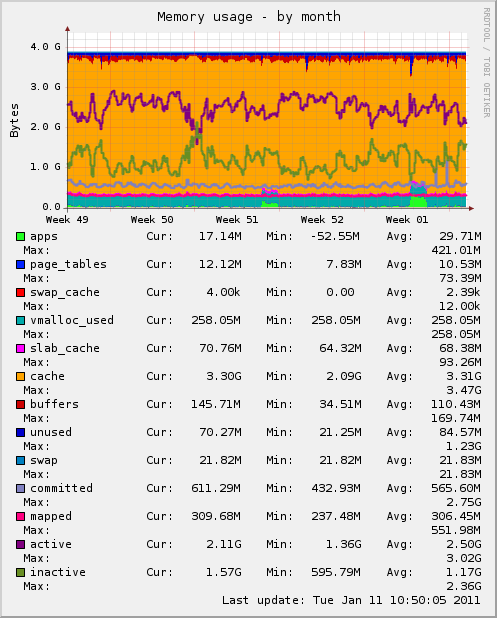 Memory usage - by month
RRDTOOL / TOBI OETIKER
Bytes
4.0 G
3.0 G
2.0 G
1.0 G
0.0
Week 49 Week 50 Week 51 Week 52 Week 01
apps Cur: 17.14M Min: -52.55M Avg: 29.71M
Max: 421.01M
page_tables Cur: 12.12M Min: 7.83M Avg: 10.53M
Max: 73.39M
swap_cache Cur: 4.00k Min: 0.00 Avg: 2.39k
Max: 12.00k
vmalloc_used Cur: 258.05M Min: 258.05M Avg: 258.05M
Max: 258.05M
slab_cache Cur: 70.76M Min: 64.32M Avg: 68.38M
Max: 93.26M
cache Cur: 3.30G Min: 2.09G Avg: 3.31G
Max: 3.47G
buffers Cur: 145.71M Min: 34.51M Avg: 110.43M
Max: 169.74M
unused Cur: 70.27M Min: 21.25M Avg: 84.57M
Max: 1.23G
swap Cur: 21.82M Min: 21.82M Avg: 21.83M
Max: 21.83M
committed Cur: 611.29M Min: 432.93M Avg: 565.60M
Max: 2.75G
mapped Cur: 309.68M Min: 237.48M Avg: 306.45M
Max: 551.98M
active Cur: 2.11G Min: 1.36G Avg: 2.50G
Max: 3.02G
inactive Cur: 1.57G Min: 595.79M Avg: 1.17G
Max: 2.36G
Last update: Tue Jan 11 10:50:05 2011